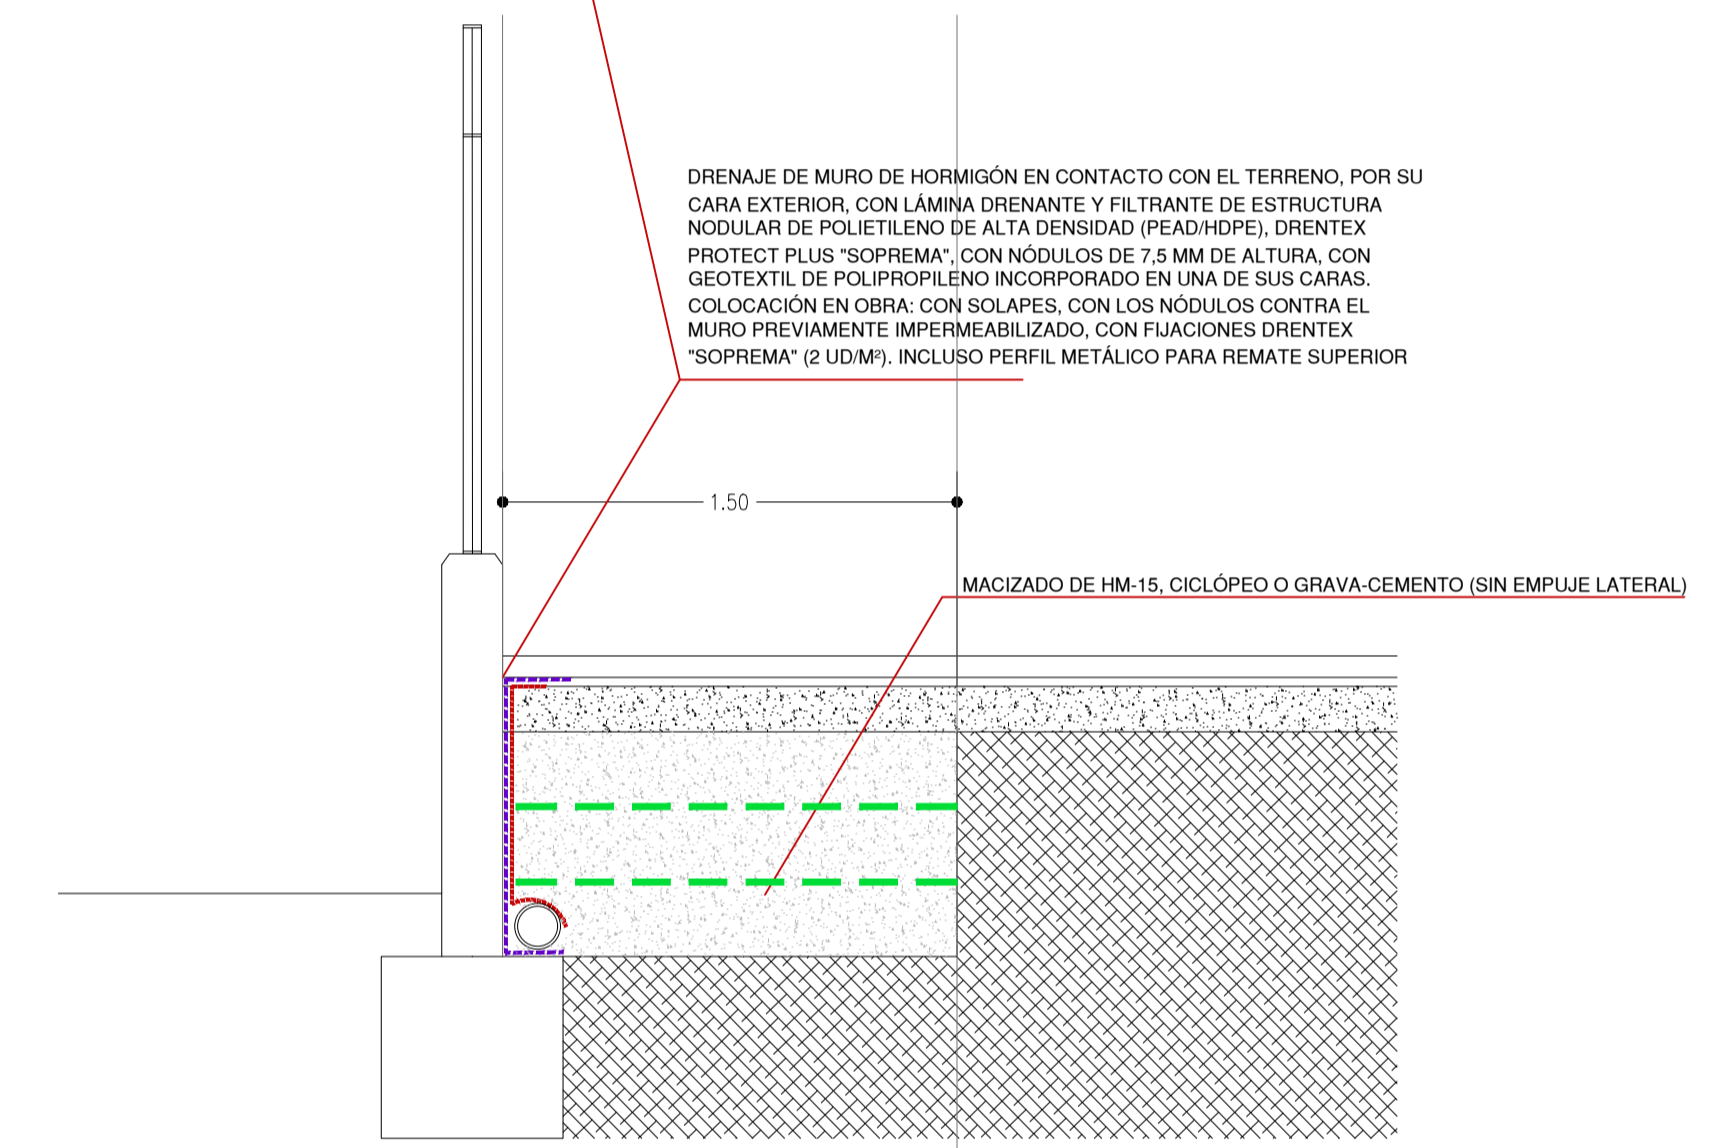 DRENAJE DE MURO DE HORMIGÓN EN CONTACTO CON EL TERRENO, POR SU
CARA EXTERIOR, CON LÁMINA DRENANTE Y FILTRANTE DE ESTRUCTURA
NODULAR DE POLIETILENO DE ALTA DENSIDAD (PEAD/HDPE), DRENTEX
PROTECT PLUS "SOPREMA", CON NÓDULOS DE 7,5 MM DE ALTURA, CON
GEOTEXTIL DE POLIPROPILENO INCORPORADO EN UNA DE SUS CARAS.
COLOCACIÓN EN OBRA: CON SOLAPES, CON LOS NÓDULOS CONTRA EL
MURO PREVIAMENTE IMPERMEABILIZADO, CON FIJACIONES DRENTEX
"SOPREMA" (2 UD/M²). INCLUSO PERFIL METÁLICO PARA REMATE SUPERIOR
1.50
MACIZADO DE HM-15, CICLÓPEO O GRAVA-CEMENTO (SIN EMPUJE LATERAL)